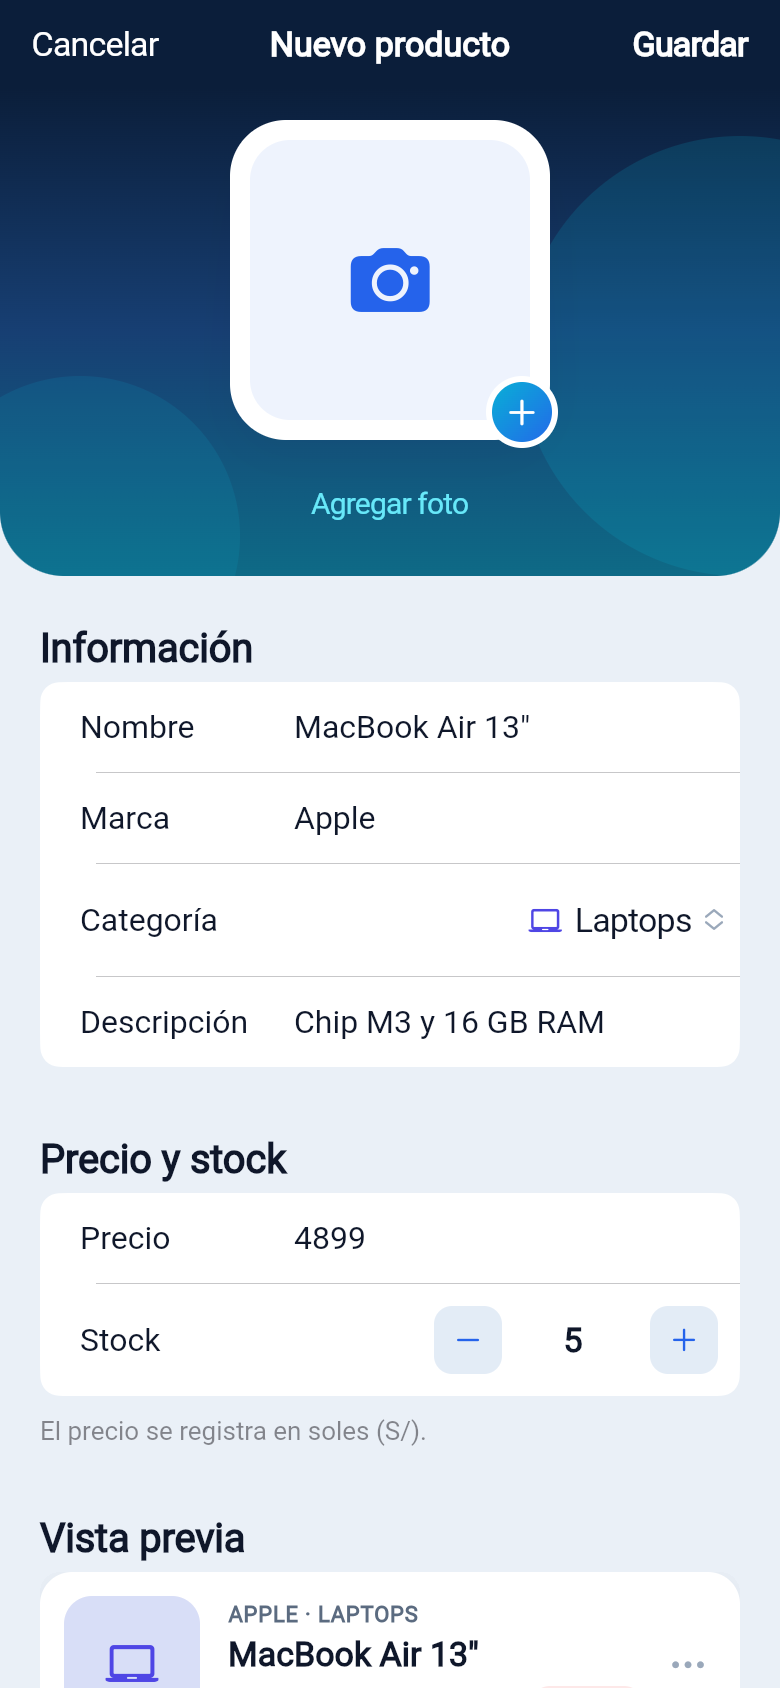 Cancelar Nuevo producto Guardar
Agregar foto
Información
Nombre MacBook Air 13"
Marca Apple
Categoría Laptops
Descripción Chip M3 y 16 GB RAM
Precio y stock
Precio 4899
Stock 5
El precio se registra en soles (S/).
Vista previa
APPLE · LAPTOPS
MacBook Air 13"